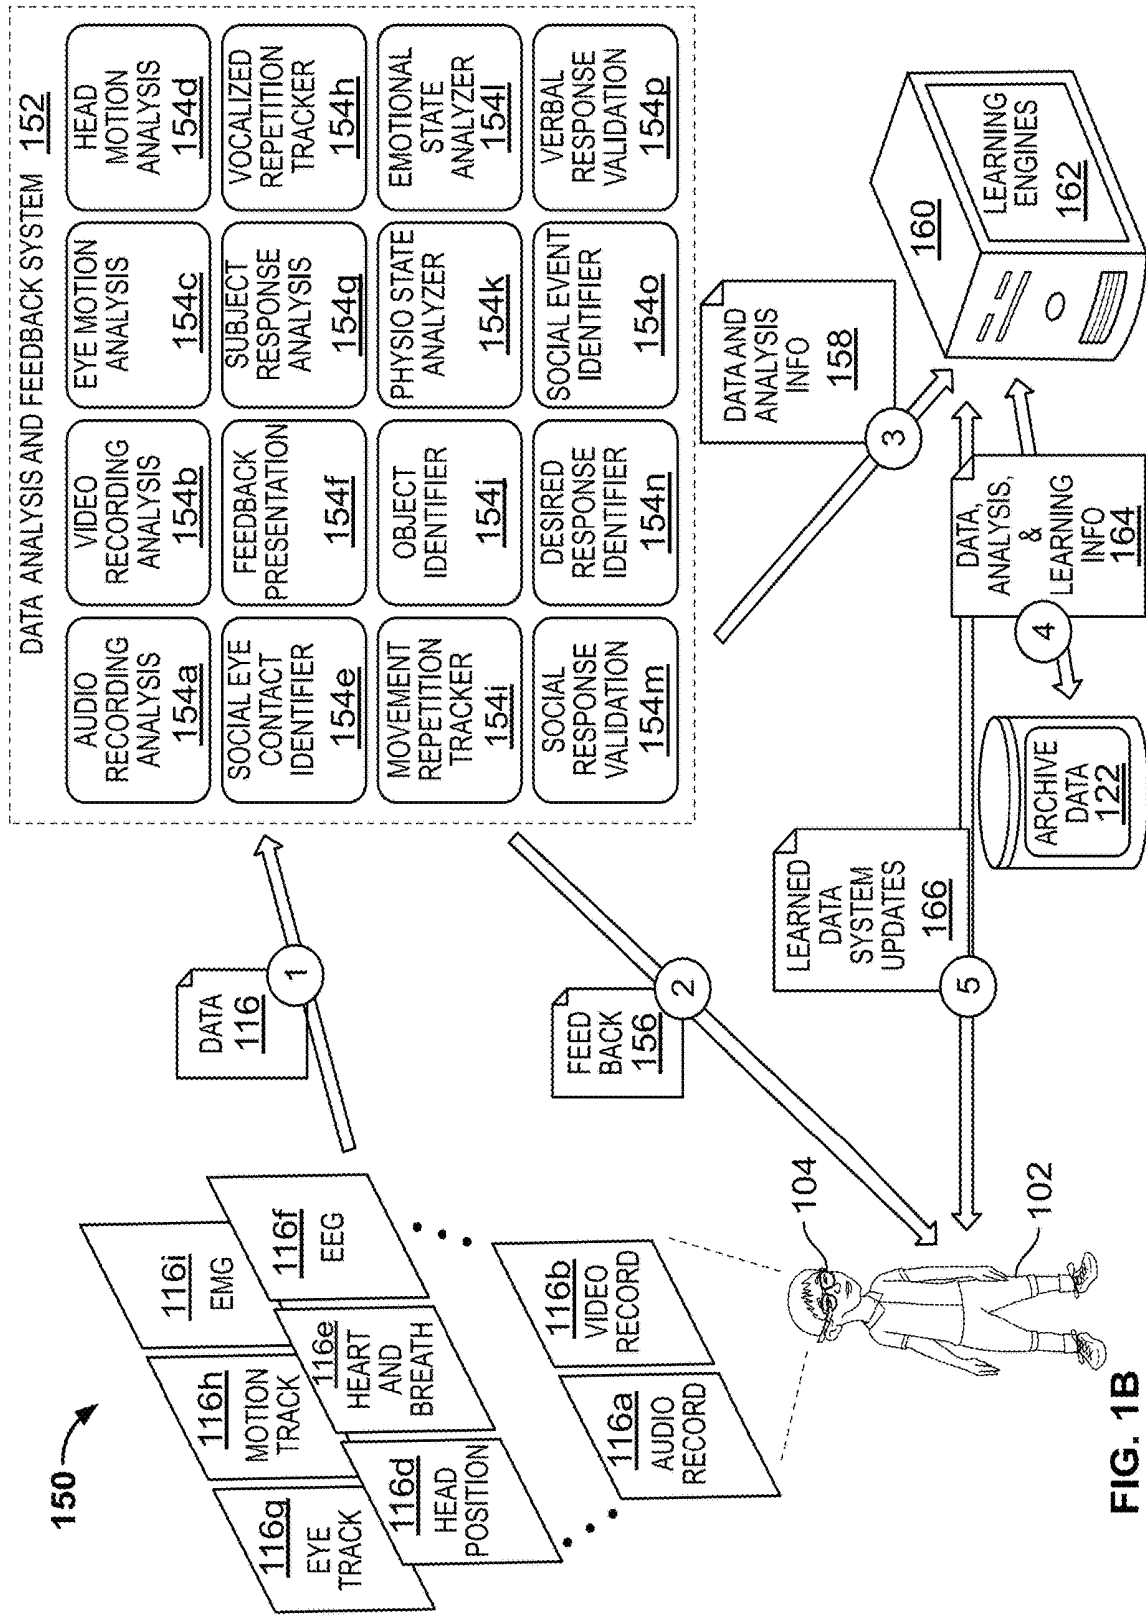 150
116g
EYE
TRACK
116h
MOTION
TRACK
116i
EMG
116d
HEAD
POSITION
116e
HEART
AND
BREATH
116f
EEG
116a
AUDIO
RECORD
116b
VIDEO
RECORD
104
102
DATA
116
1
FEED
BACK
156
2
DATA ANALYSIS AND FEEDBACK SYSTEM 152
AUDIO
RECORDING
ANALYSIS
154a
VIDEO
RECORDING
ANALYSIS
154b
EYE MOTION
ANALYSIS
154c
HEAD
MOTION
ANALYSIS
154d
SOCIAL EYE
CONTACT
IDENTIFIER
154e
FEEDBACK
PRESENTATION
154f
SUBJECT
RESPONSE
ANALYSIS
154g
VOCALIZED
REPETITION
TRACKER
154h
MOVEMENT
REPETITION
TRACKER
154i
OBJECT
IDENTIFIER
154j
PHYSIO STATE
ANALYZER
154k
EMOTIONAL
STATE
ANALYZER
154l
SOCIAL
RESPONSE
VALIDATION
154m
DESIRED
RESPONSE
IDENTIFIER
154n
SOCIAL EVENT
IDENTIFIER
154o
VERBAL
RESPONSE
VALIDATION
154p
DATA AND
ANALYSIS
INFO
158
3
160
LEARNING
ENGINES
162
DATA,
ANALYSIS,
&
LEARNING
INFO
164
4
ARCHIVE
DATA
122
LEARNED
DATA
SYSTEM
UPDATES
166
5
FIG. 1B